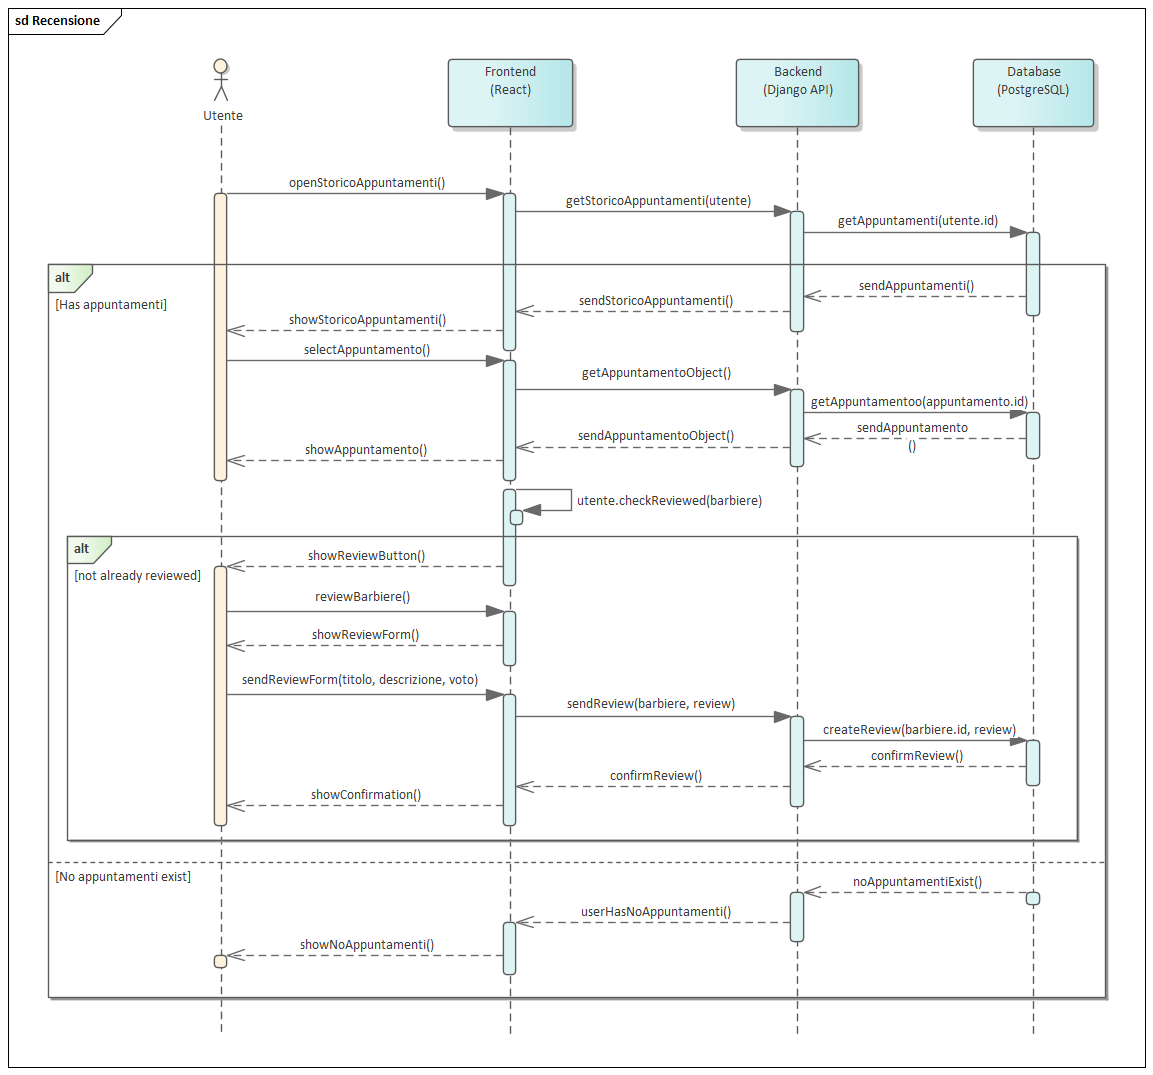 sd Recensione
Utente
Frontend
(React)
Backend
(Django API)
Database
(PostgreSQL)
openStoricoAppuntamenti()
getStoricoAppuntamenti(utente)
getAppuntamenti(utente.id)
alt
[Has appuntamenti]
sendAppuntamenti()
sendStoricoAppuntamenti()
showStoricoAppuntamenti()
selectAppuntamento()
getAppuntamentoObject()
getAppuntamentoo(appuntamento.id)
sendAppuntamento
()
sendAppuntamentoObject()
showAppuntamento()
utente.checkReviewed(barbiere)
alt
[not already reviewed]
showReviewButton()
reviewBarbiere()
showReviewForm()
sendReviewForm(titolo, descrizione, voto)
sendReview(barbiere, review)
createReview(barbiere.id, review)
confirmReview()
confirmReview()
showConfirmation()
[No appuntamenti exist]
noAppuntamentiExist()
userHasNoAppuntamenti()
showNoAppuntamenti()